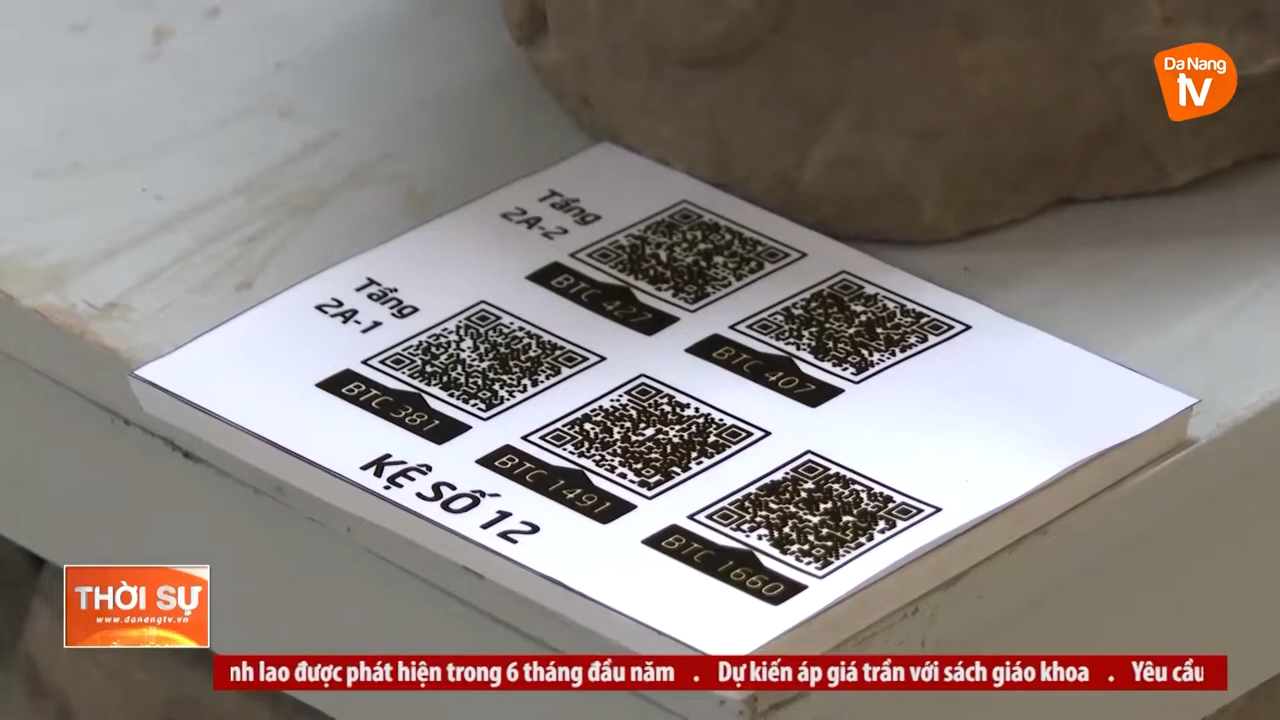 Da Nang
tv
Tầng
2A-2
BTC 427
BTC 407
Tầng
2A-1
BTC 381
BTC 1491
BTC 1660
KỆ SỐ 12
THỜI SỰ
www.danangtv.vn
nh lao được phát hiện trong 6 tháng đầu năm . Dự kiến áp giá trần với sách giáo khoa . Yêu cầu